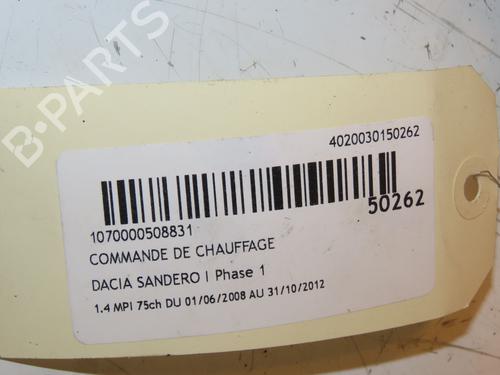 B-PARTS
4020030150262
50262
1070000508831
COMMANDE DE CHAUFFAGE
DACIA SANDERO I Phase 1
1.4 MPI 75ch DU 01/06/2008 AU 31/10/2012